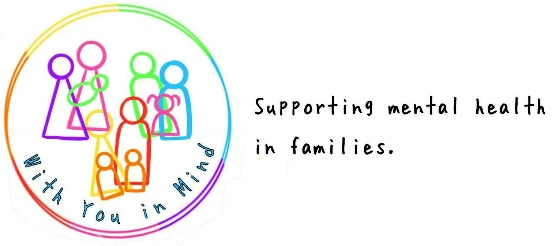 With You in Mind
Supporting mental health
in families.